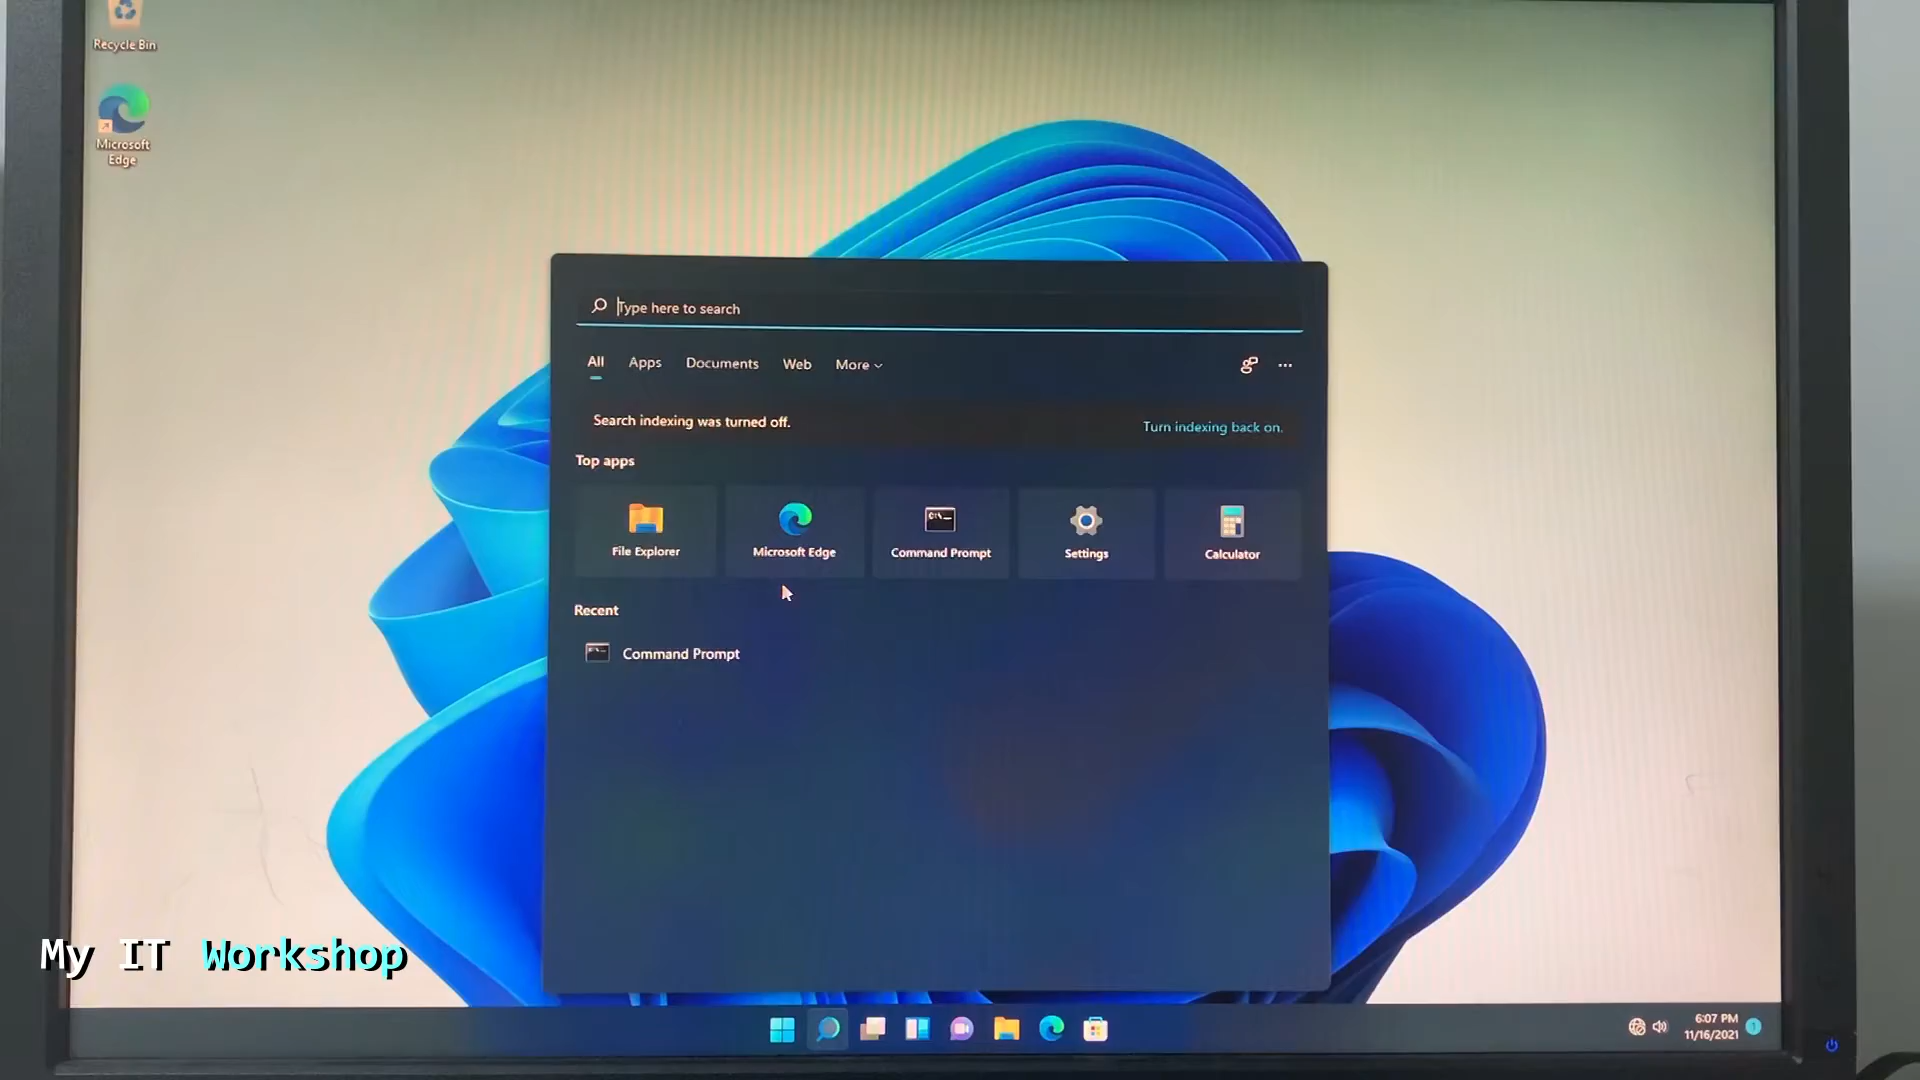 Recycle Bin
Microsoft
Edge
Type here to search
All Apps Documents Web More
Search indexing was turned off. Turn indexing back on.
Top apps
File Explorer Microsoft Edge Command Prompt Settings Calculator
Recent
Command Prompt
My IT Workshop
6:07 PM
11/16/2021 1